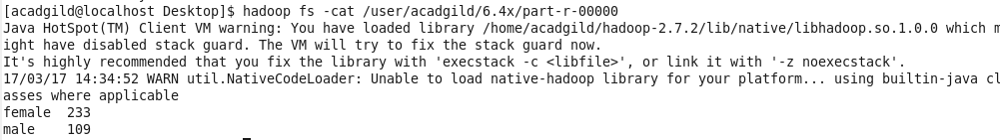 [acadgild@localhost Desktop]$ hadoop fs -cat /user/acadgild/6.4x/part-r-00000
Java HotSpot(TM) Client VM warning: You have loaded library /home/acadgild/hadoop-2.7.2/lib/native/libhadoop.so.1.0.0 which m
ight have disabled stack guard. The VM will try to fix the stack guard now.
It's highly recommended that you fix the library with 'execstack -c <libfile>', or link it with '-z noexecstack'.
17/03/17 14:34:52 WARN util.NativeCodeLoader: Unable to load native-hadoop library for your platform... using builtin-java cl
asses where applicable
female  233
male    109